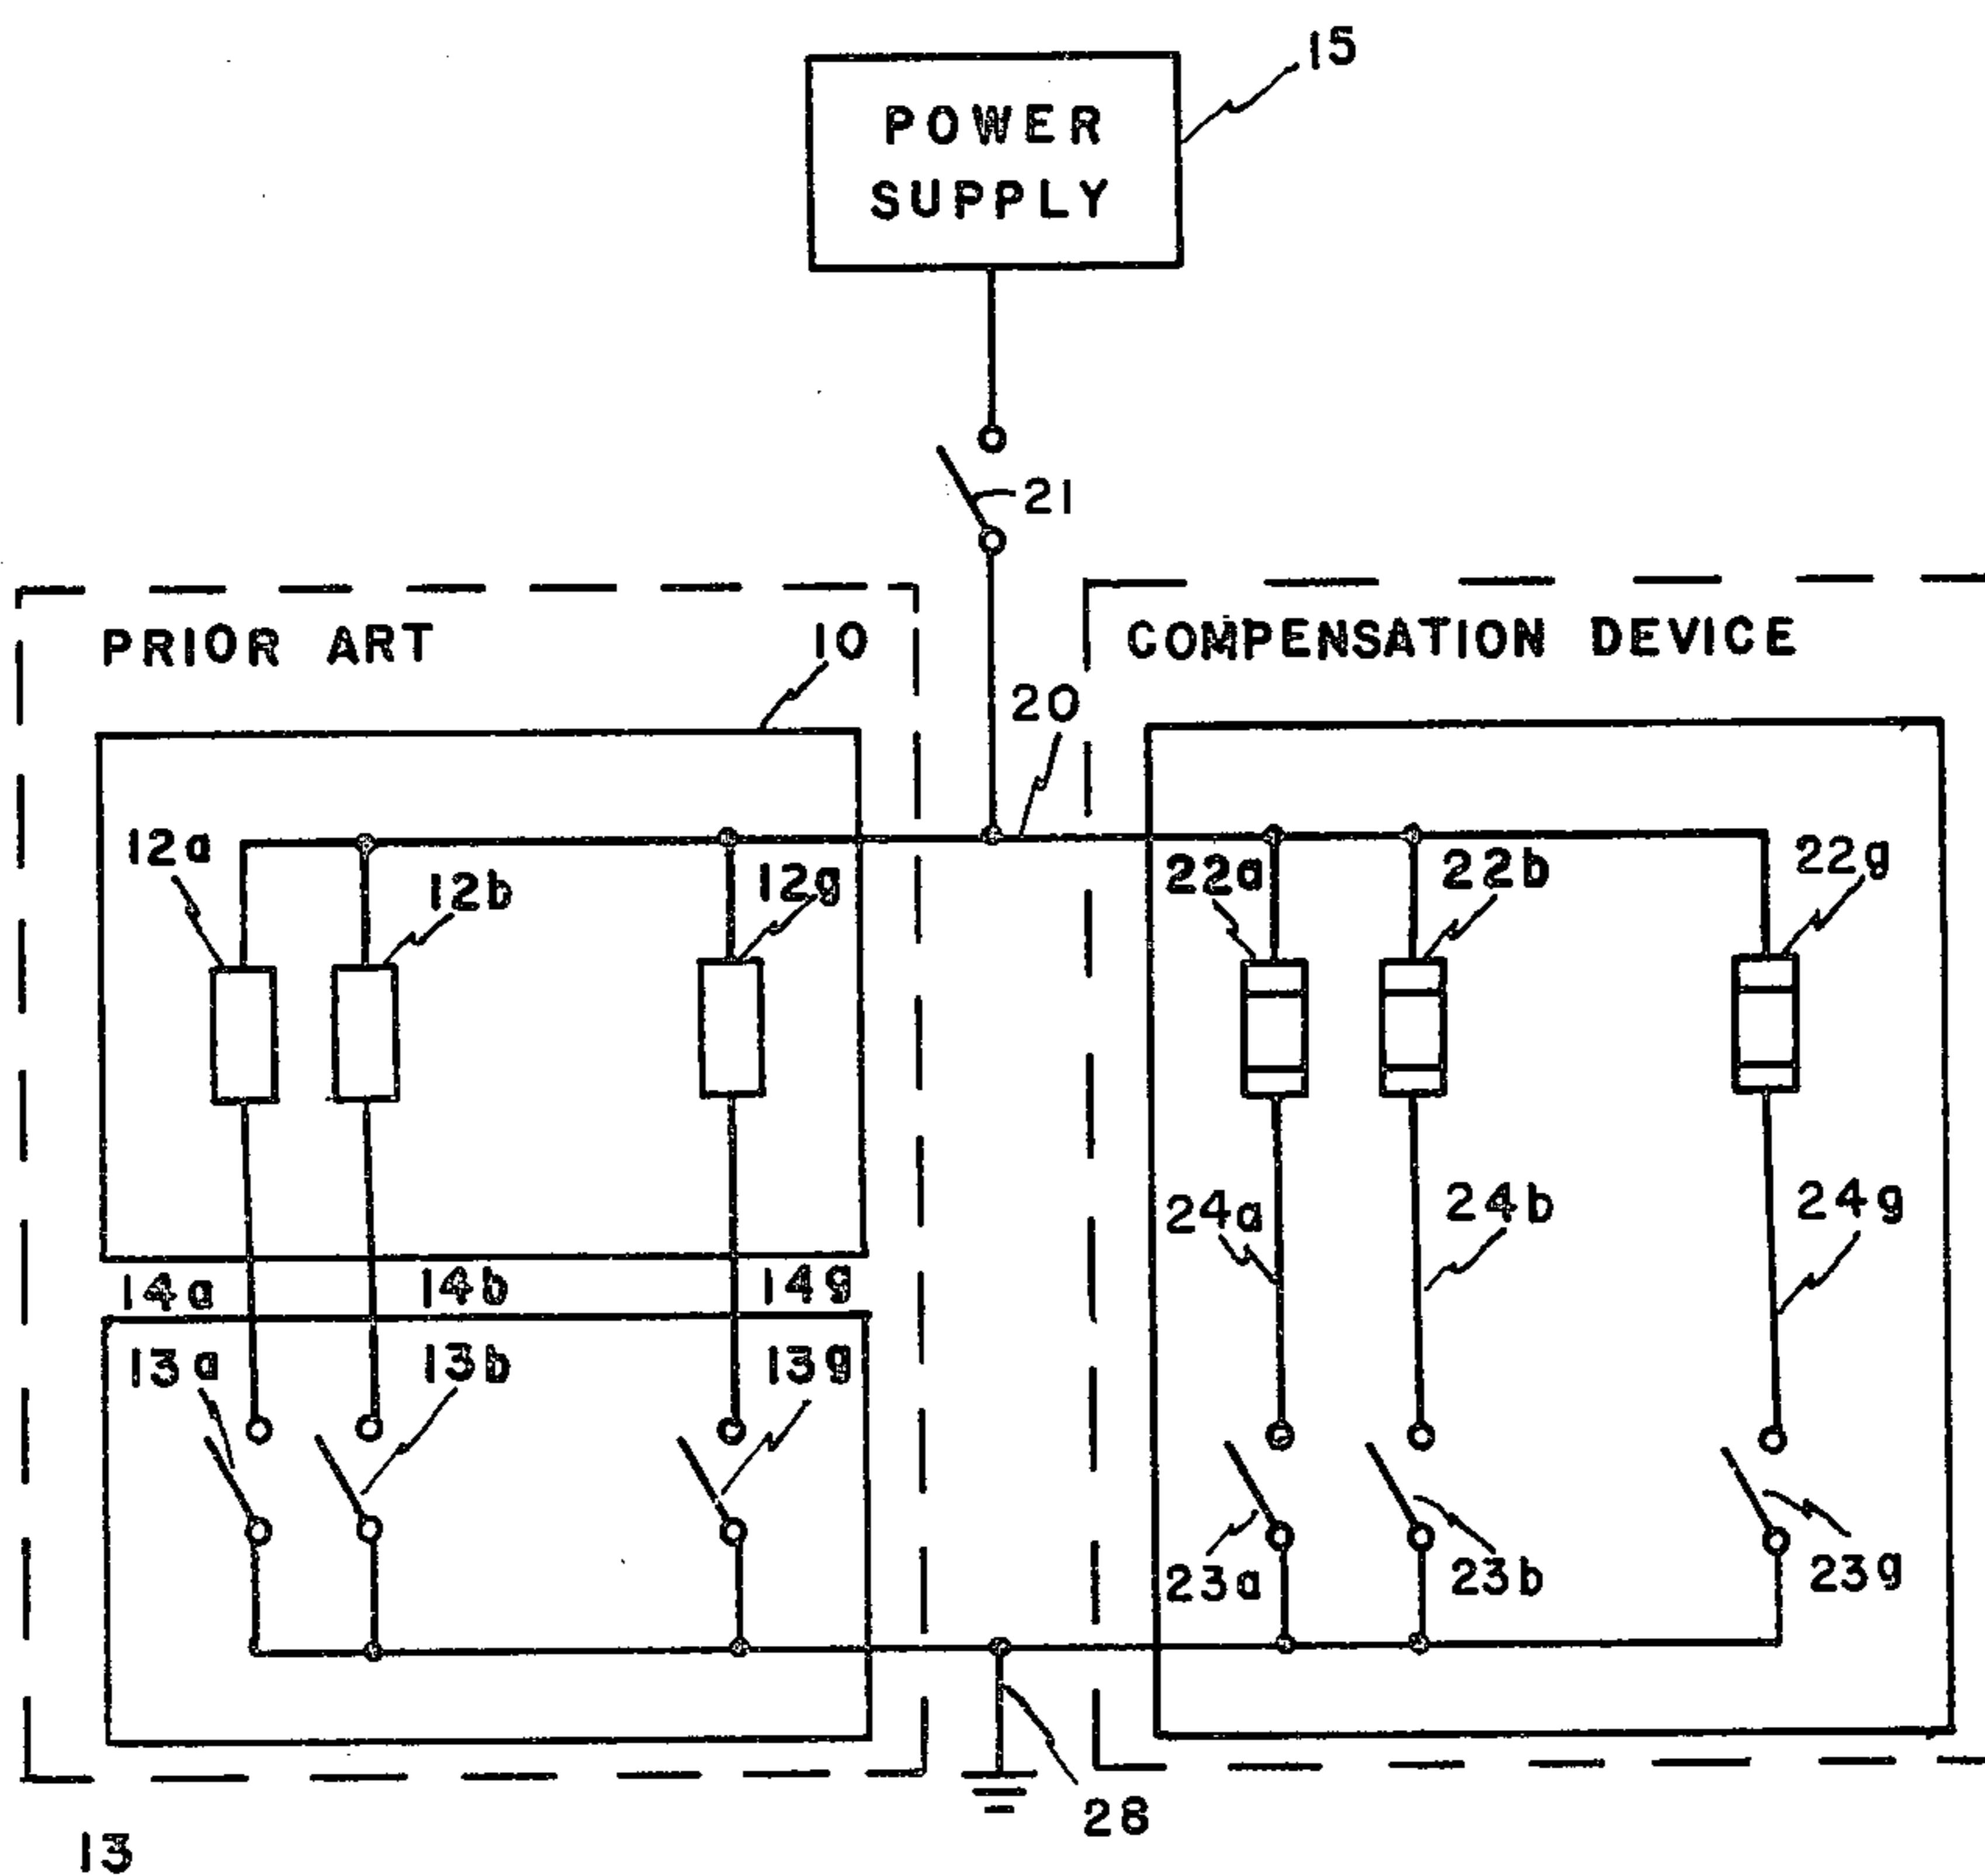 15
POWER
SUPPLY
21
PRIOR ART
10
COMPENSATION DEVICE
20
12a
12b
12g
22a
22b
22g
24a
24b
24g
14a
14b
14g
13a
13b
13g
23a
23b
23g
28
13